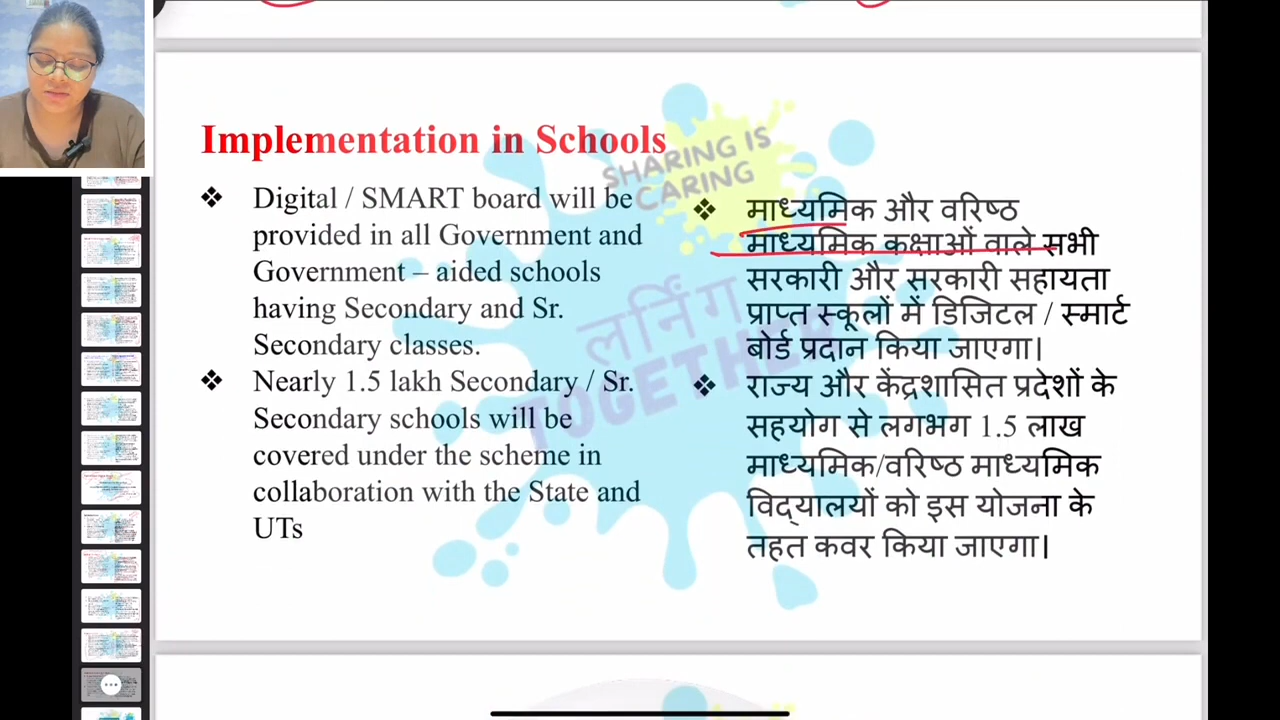 Implementation in Schools
SHARING IS
CARING
लर्निंग
TOGETHER
❖ Digital / SMART board will be
provided in all Government and
Government – aided schools
having Secondary and Sr.
Secondary classes.
❖ Nearly 1.5 lakh Secondary / Sr.
Secondary schools will be
covered under the scheme in
collaboration with the State and
UTs
❖ माध्यमिक और वरिष्ठ
माध्यमिक कक्षाओं वाले सभी
सरकारी और सरकारी सहायता
प्राप्त स्कूलों में डिजिटल / स्मार्ट
बोर्ड प्रदान किया जाएगा।
❖ राज्य और केंद्रशासित प्रदेशों के
सहयोग से लगभग 1.5 लाख
माध्यमिक/वरिष्ठ माध्यमिक
विद्यालयों को इस योजना के
तहत कवर किया जाएगा।